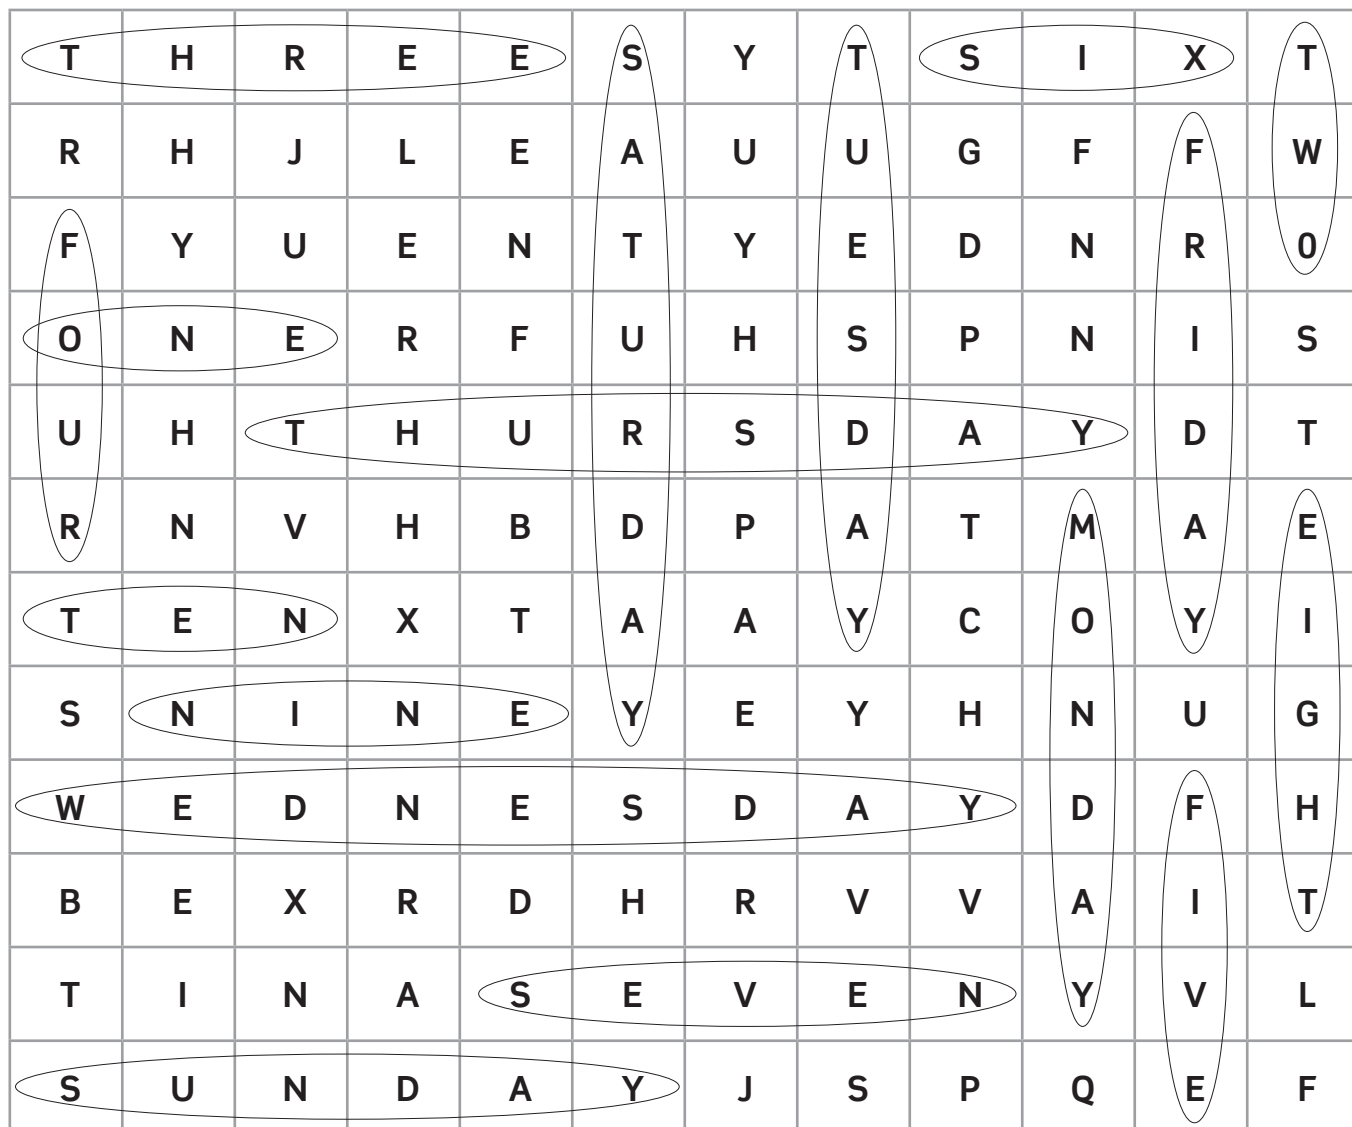 T H R E E S Y T S I X T
R H J L E A U U G F F W
F Y U E N T Y E D N R 0
O N E R F U H S P N I S
U H T H U R S D A Y D T
R N V H B D P A T M A E
T E N X T A A Y C O Y I
S N I N E Y E Y H N U G
W E D N E S D A Y D F H
B E X R D H R V V A I T
T I N A S E V E N Y V L
S U N D A Y J S P Q E F